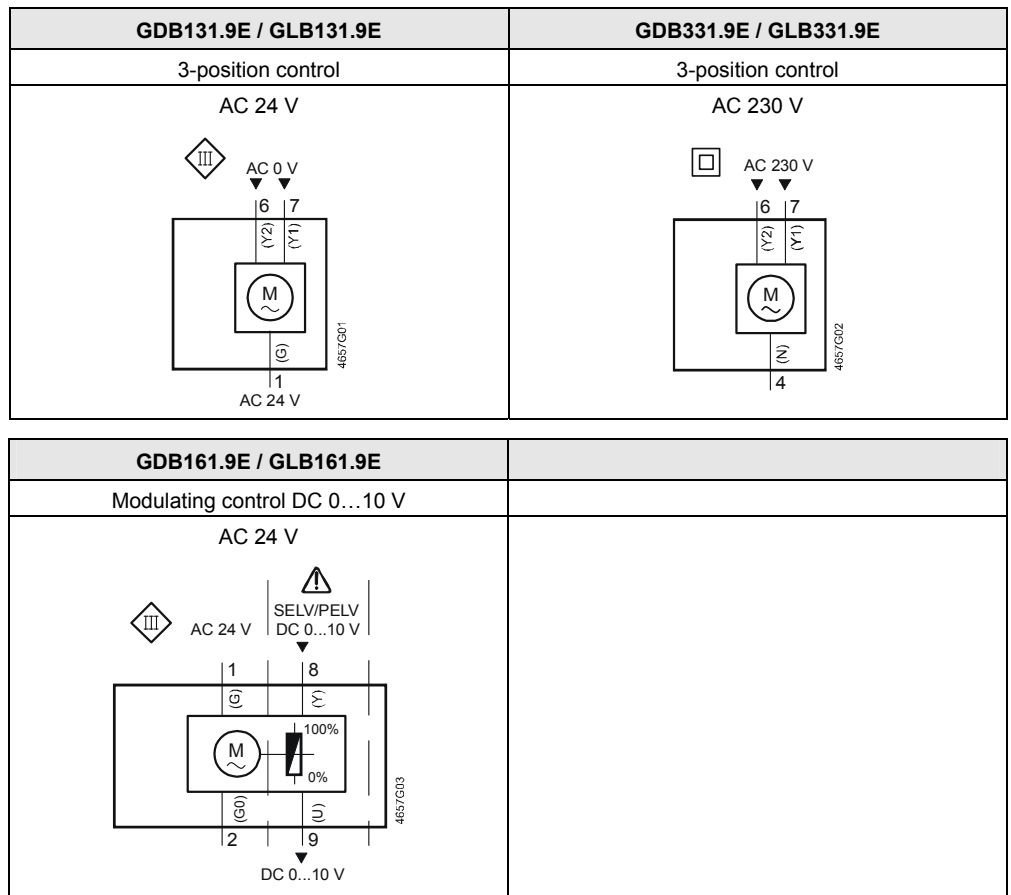 GDB131.9E / GLB131.9E
GDB331.9E / GLB331.9E
3-position control
3-position control
AC 24 V
AC 230 V
III
AC 0 V
6 7
(Y2) (Y1)
M
(G)
1
AC 24 V
4657G01
AC 230 V
6 7
(Y2) (Y1)
M
(N)
4
4657G02
GDB161.9E / GLB161.9E
Modulating control DC 0…10 V
AC 24 V
III
AC 24 V
SELV/PELV
DC 0...10 V
1 8
(G) (Y)
100%
M
0%
(G0) (U)
2 9
DC 0...10 V
4657G03